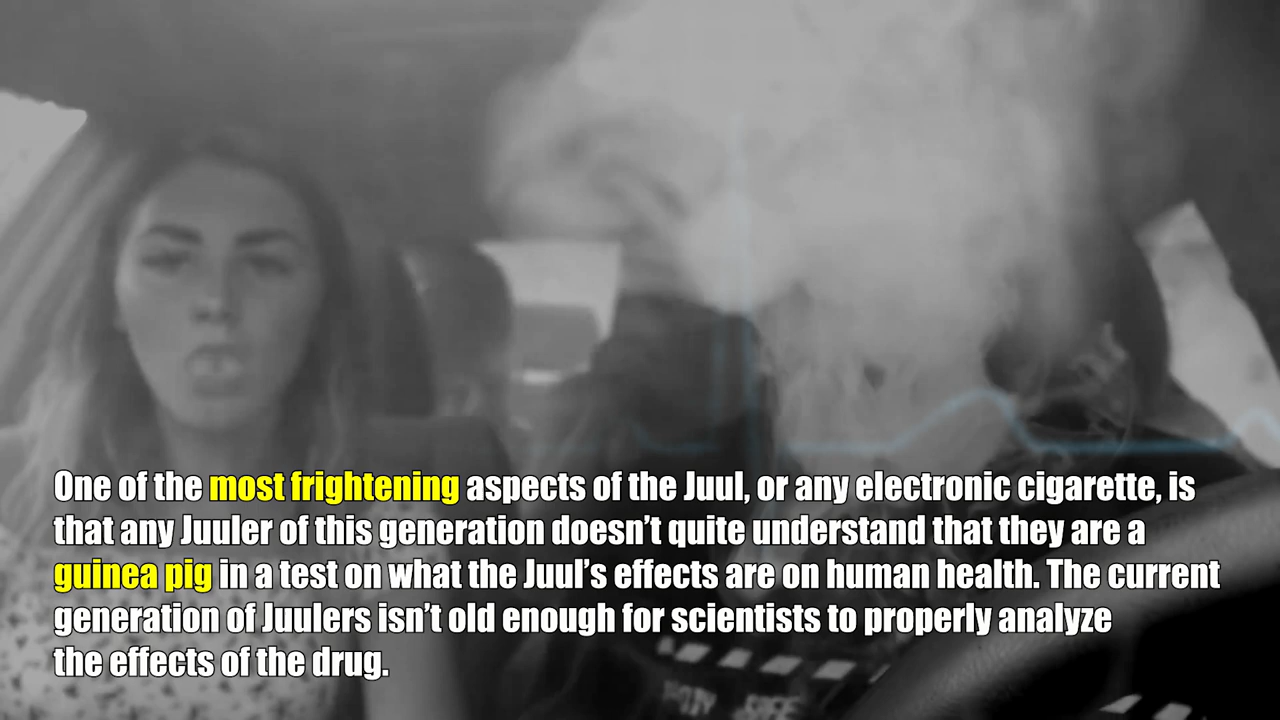 One of the most frightening aspects of the Juul, or any electronic cigarette, is
that any Juuler of this generation doesn’t quite understand that they are a
guinea pig in a test on what the Juul’s effects are on human health. The current
generation of Juulers isn’t old enough for scientists to properly analyze
the effects of the drug.